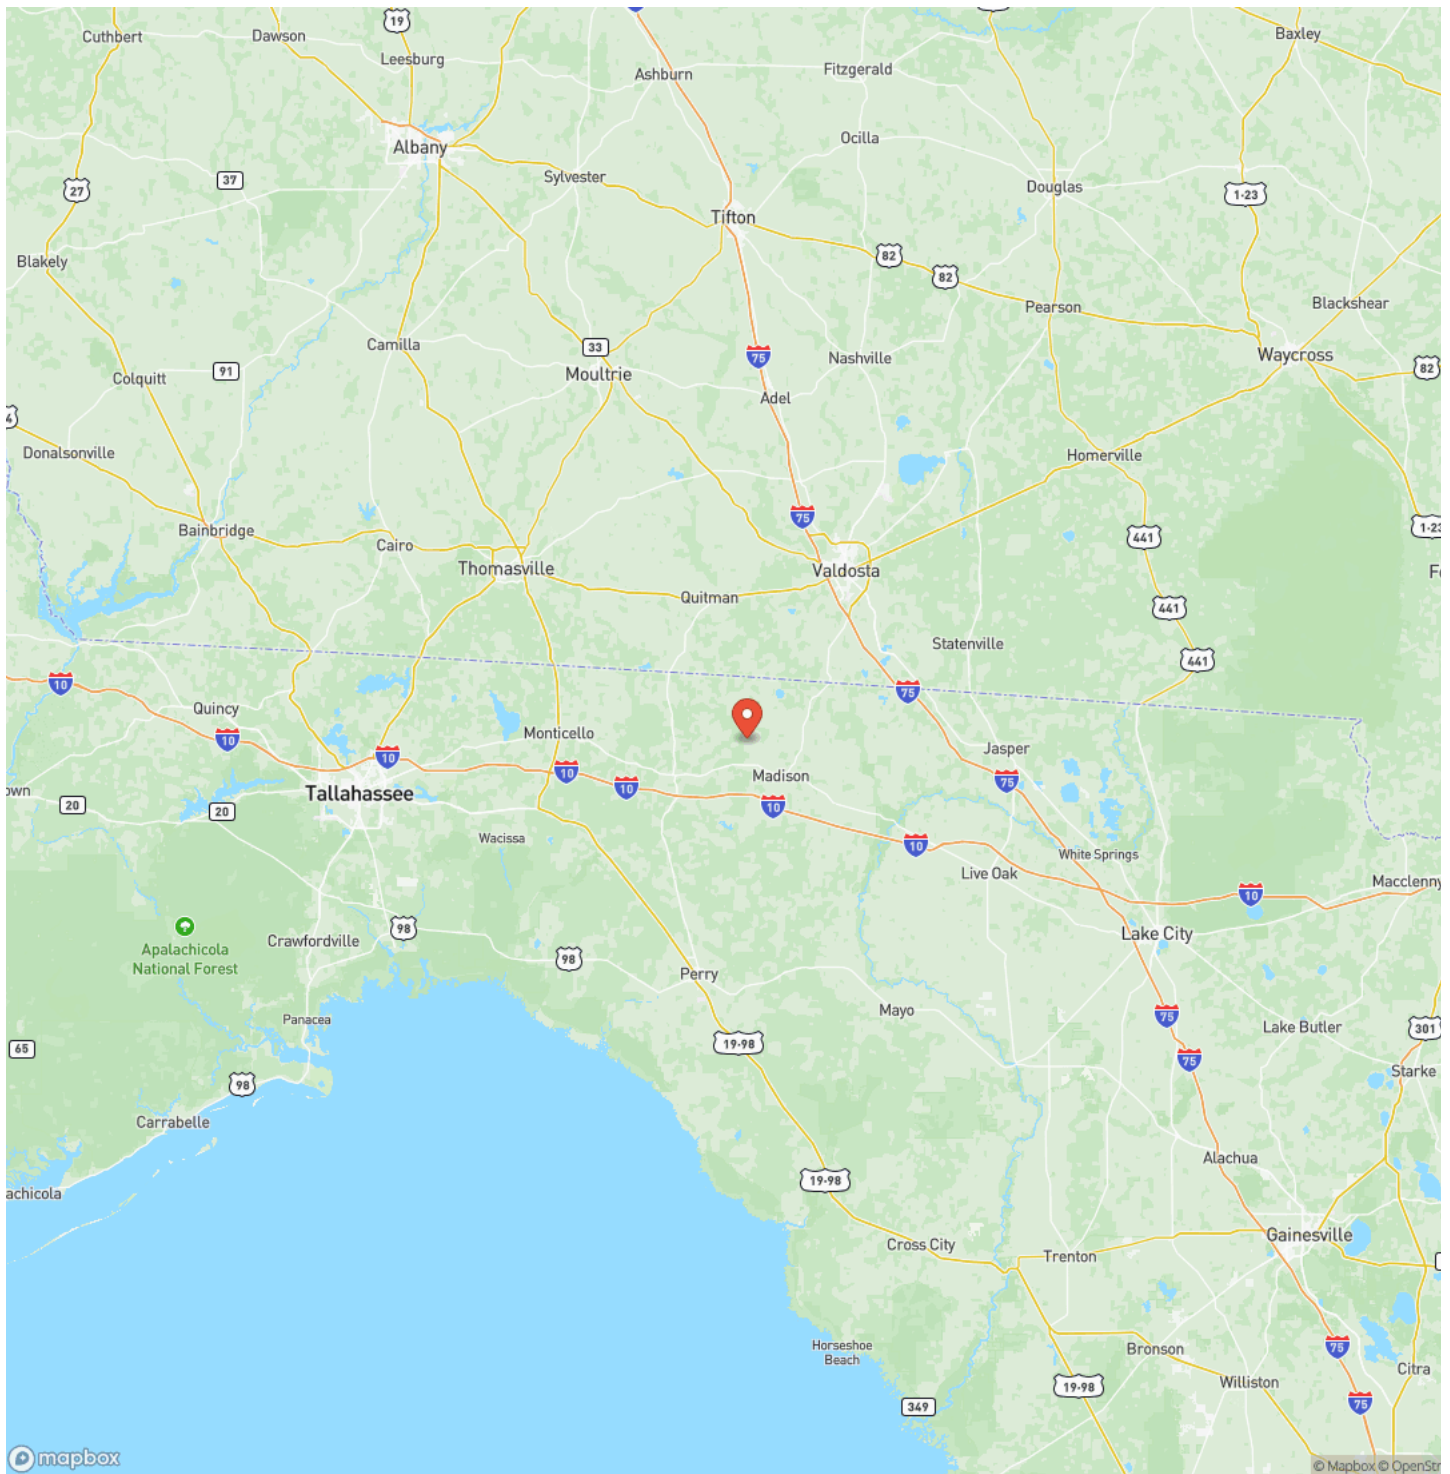 19
Cuthbert
Dawson
Baxley
Leesburg
Ashburn
Fitzgerald
Albany
Ocilla
37
27
Sylvester
Douglas
1-23
Tifton
82
Blakely
82
Pearson
Blackshear
Camilla
33
75
Nashville
Waycross
91
82
Colquitt
Moultrie
Adel
4
Donalsonville
Homerville
75
1-23
Bainbridge
441
Cairo
Thomasville
Valdosta
Quitman
441
Statenville
441
10
75
Quincy
Monticello
10
10
Jasper
10
Madison
75
10
own
20
20
Tallahassee
10
Wacissa
10
White Springs
Live Oak
Macclenny
10
98
Lake City
Apalachicola
National Forest
Crawfordville
98
Perry
Mayo
75
Panacea
Lake Butler
301
65
19-98
75
Starke
98
Carrabelle
Alachua
19-98
achicola
Gainesville
Cross City
Trenton
Horseshoe
Beach
Bronson
75
Citra
Williston
19-98
349
75
mapbox
© Mapbox © OpenStr